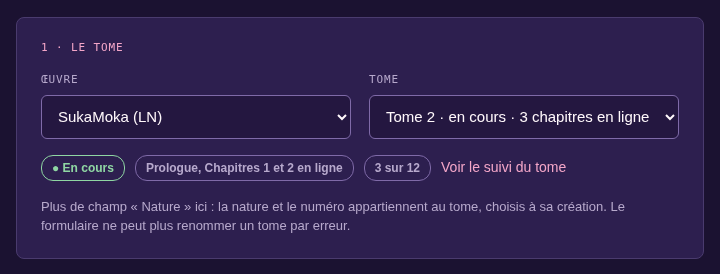 1 · LE TOME
ŒUVRE
TOME
SukaMoka (LN)
Tome 2 · en cours · 3 chapitres en ligne
● En cours
Prologue, Chapitres 1 et 2 en ligne
3 sur 12
Voir le suivi du tome
Plus de champ « Nature » ici : la nature et le numéro appartiennent au tome, choisis à sa création. Le
formulaire ne peut plus renommer un tome par erreur.